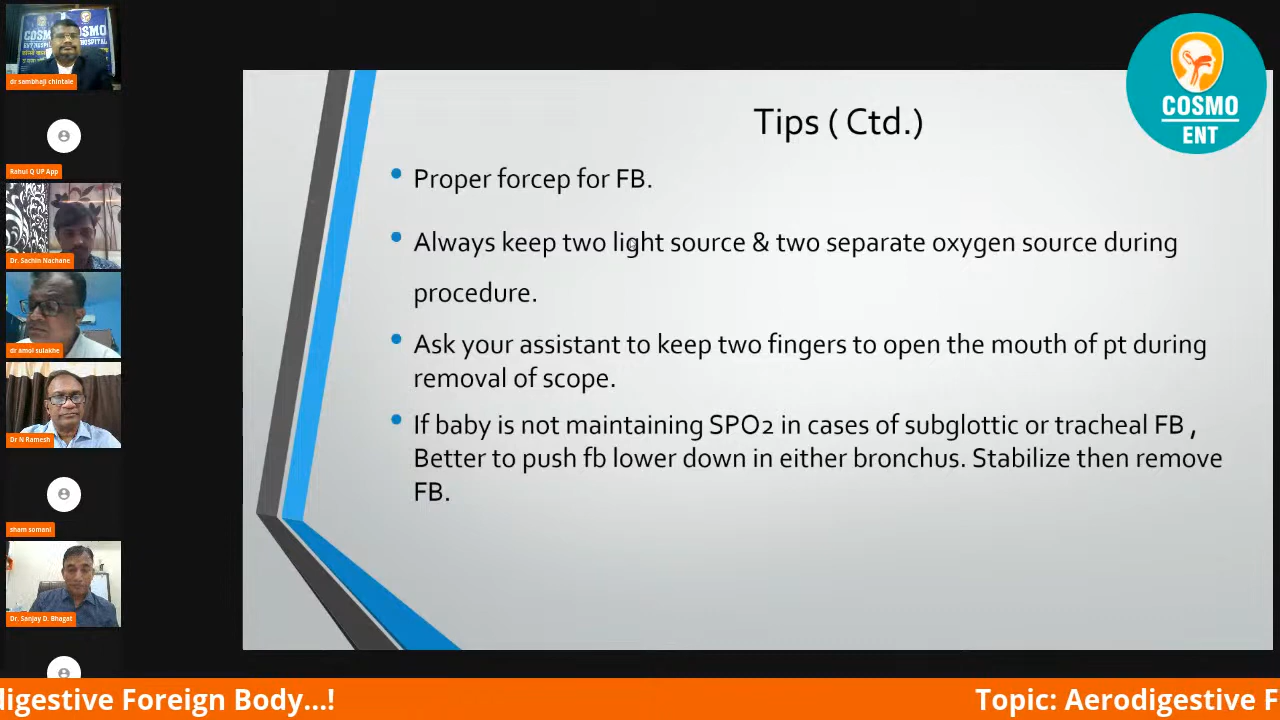 COSMO
HOSPITAL
dr sambhaji chintale
Rahul Q UP App
Dr. Sachin Nachane
dr amol sulakhe
Dr N Ramesh
sham somani
Dr. Sanjay D. Bhagat
COSMO
ENT
Tips ( Ctd.)
Proper forcep for FB.
Always keep two light source & two separate oxygen source during
procedure.
Ask your assistant to keep two fingers to open the mouth of pt during
removal of scope.
If baby is not maintaining SPO2 in cases of subglottic or tracheal FB ,
Better to push fb lower down in either bronchus. Stabilize then remove
FB.
digestive Foreign Body...!
Topic: Aerodigestive F